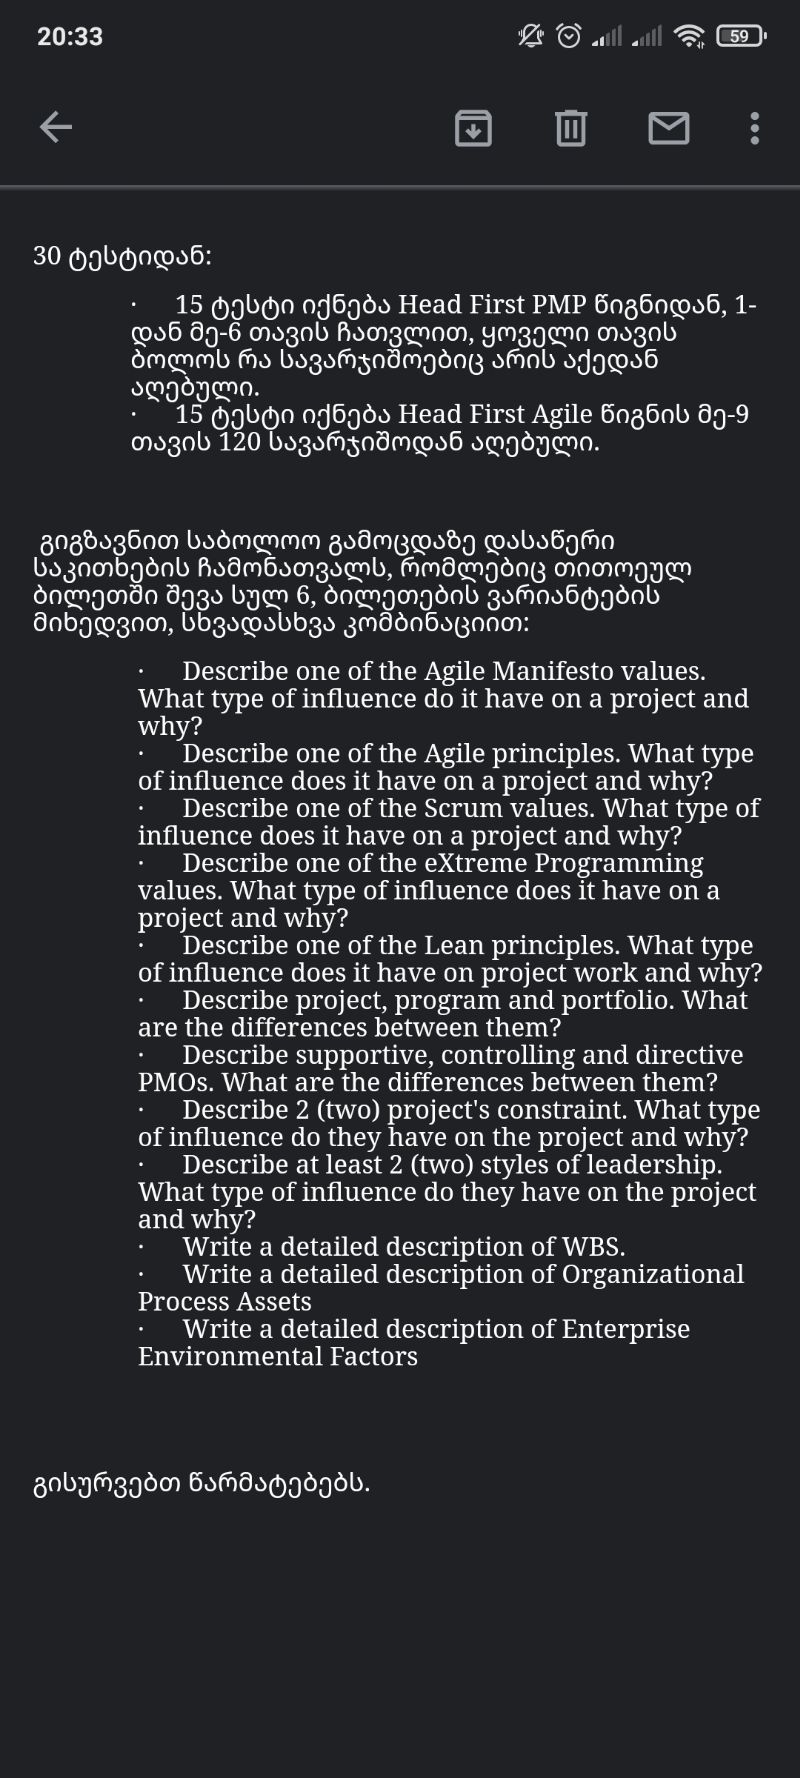 20:33
59
30 ტესტიდან:
· 15 ტესტი იქნება Head First PMP წიგნიდან, 1-
დან მე-6 თავის ჩათვლით, ყოველი თავის
ბოლოს რა სავარჯიშოებიც არის აქედან
აღებული.
· 15 ტესტი იქნება Head First Agile წიგნის მე-9
თავის 120 სავარჯიშოდან აღებული.
გიგზავნით საბოლოო გამოცდაზე დასაწერი
საკითხების ჩამონათვალს, რომლებიც თითოეულ
ბილეთში შევა სულ 6, ბილეთების ვარიანტების
მიხედვით, სხვადასხვა კომბინაციით:
· Describe one of the Agile Manifesto values.
What type of influence do it have on a project and
why?
· Describe one of the Agile principles. What type
of influence does it have on a project and why?
· Describe one of the Scrum values. What type of
influence does it have on a project and why?
· Describe one of the eXtreme Programming
values. What type of influence does it have on a
project and why?
· Describe one of the Lean principles. What type
of influence does it have on project work and why?
· Describe project, program and portfolio. What
are the differences between them?
· Describe supportive, controlling and directive
PMOs. What are the differences between them?
· Describe 2 (two) project's constraint. What type
of influence do they have on the project and why?
· Describe at least 2 (two) styles of leadership.
What type of influence do they have on the project
and why?
· Write a detailed description of WBS.
· Write a detailed description of Organizational
Process Assets
· Write a detailed description of Enterprise
Environmental Factors
გისურვებთ წარმატებებს.